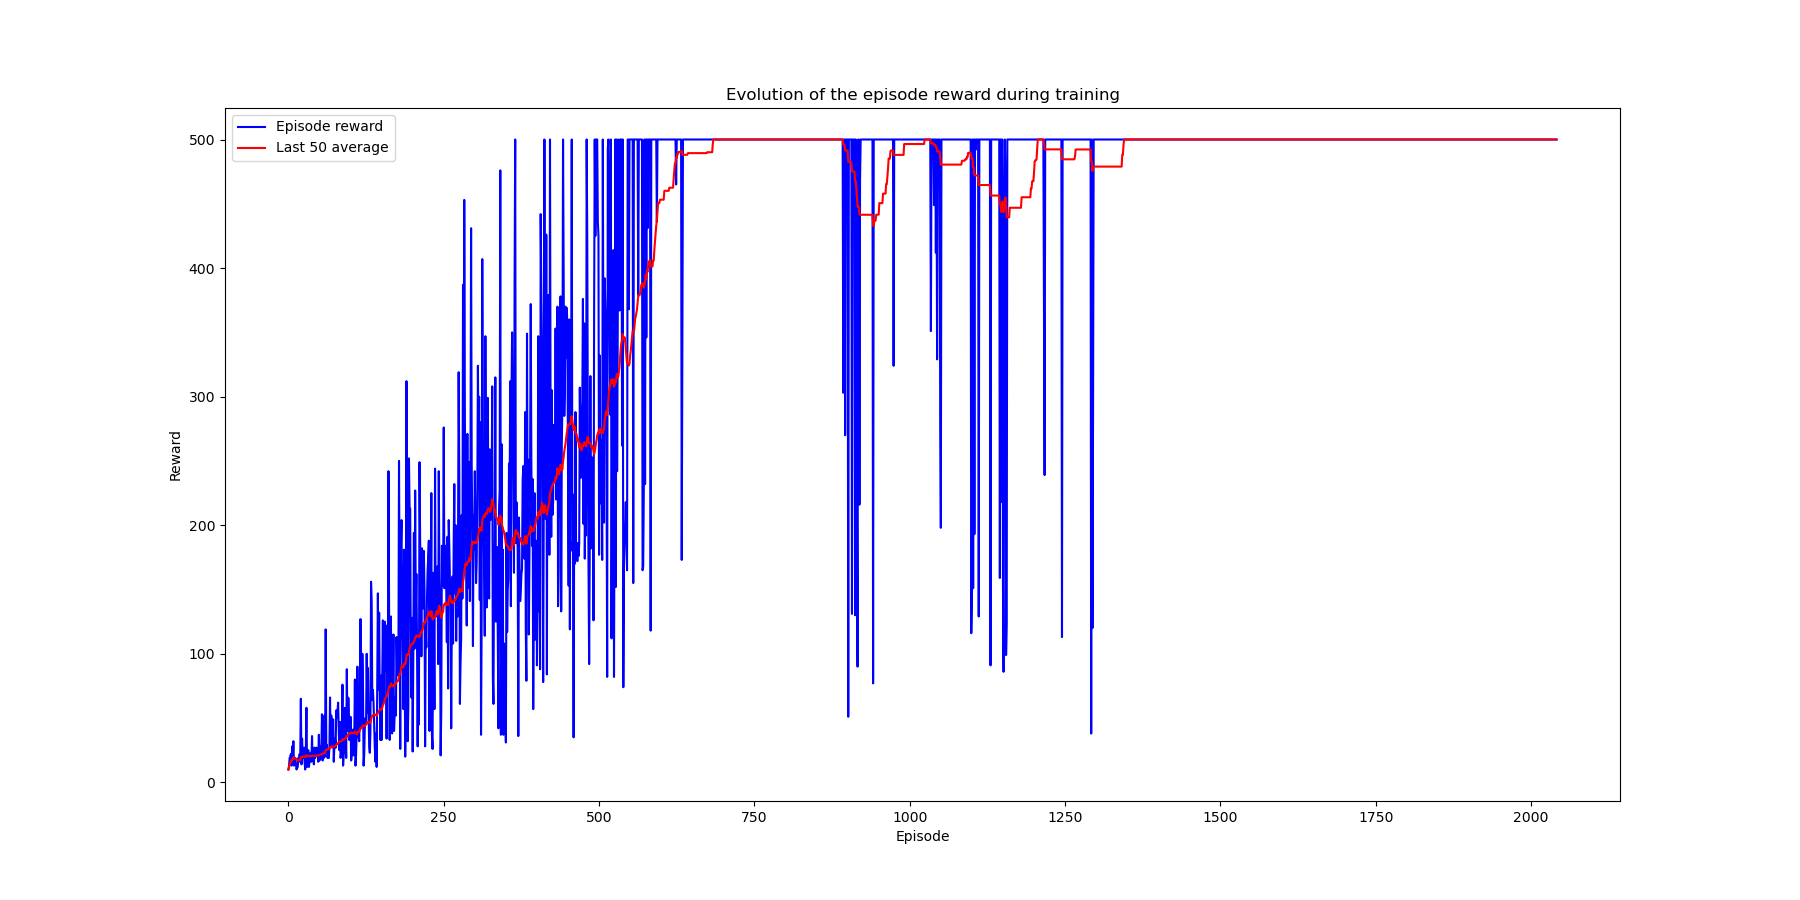 Evolution of the episode reward during training
Episode reward
Last 50 average
500
400
300
200
100
0
Reward
0 250 500 750 1000 1250 1500 1750 2000
Episode